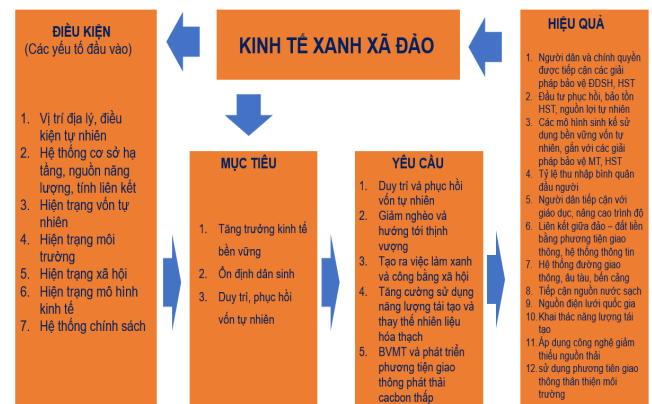 KINH TẾ XANH XÃ ĐẢO
ĐIỀU KIỆN
(Các yếu tố đầu vào)
1. Vị trí địa lý, điều
kiện tự nhiên
2. Hệ thống cơ sở hạ
tầng, nguồn năng
lượng, tính liên kết
3. Hiện trạng vốn tự
nhiên
4. Hiện trạng môi
trường
5. Hiện trạng xã hội
6. Hiện trạng mô hình
kinh tế
7. Hệ thống chính sách
MỤC TIÊU
1. Tăng trưởng kinh tế
bền vững
2. Ổn định dân sinh
3. Duy trì, phục hồi
vốn tự nhiên
YÊU CẦU
1. Duy trì và phục hồi
vốn tự nhiên
2. Giảm nghèo và
hướng tới thịnh
vượng
3. Tạo ra việc làm xanh
và công bằng xã hội
4. Tăng cường sử dụng
năng lượng tái tạo và
thay thế nhiên liệu
hóa thạch
5. BVMT và phát triển
phương tiện giao
thông phát thải
cacbon thấp
HIỆU QUẢ
1. Người dân và chính quyền
được tiếp cận các giải
pháp bảo vệ ĐDSH, HST
2. Đầu tư phục hồi, bảo tồn
HST, nguồn lợi tự nhiên
3. Các mô hình sinh kế sử
dụng bền vững vốn tự
nhiên, gắn với các giải
pháp bảo vệ MT, HST
4. Tỷ lệ thu nhập bình quân
đầu người
5. Người dân tiếp cận với
giáo dục, nâng cao trình độ
6. Liên kết giữa đảo – đất liền
bằng phương tiện giao
thông, hệ thống thông tin
7. Hệ thống đường giao
thông, âu tàu, bến cảng
8. Tiếp cận nguồn nước sạch
9. Nguồn điện lưới quốc gia
10. Khai thác năng lượng tái
tạo
11. Áp dụng công nghệ giảm
thiểu nguồn thải
12. sử dụng phương tiên giao
thông thân thiện môi
trường